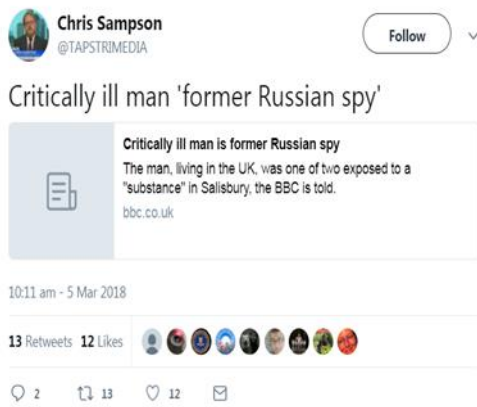 Chris Sampson
@TAPSTRIMEDIA
Follow
Critically ill man 'former Russian spy'
Critically ill man is former Russian spy
The man, living in the UK, was one of two exposed to a
"substance" in Salisbury, the BBC is told.
bbc.co.uk
10:11 am - 5 Mar 2018
13 Retweets 12 Likes
2 13 12